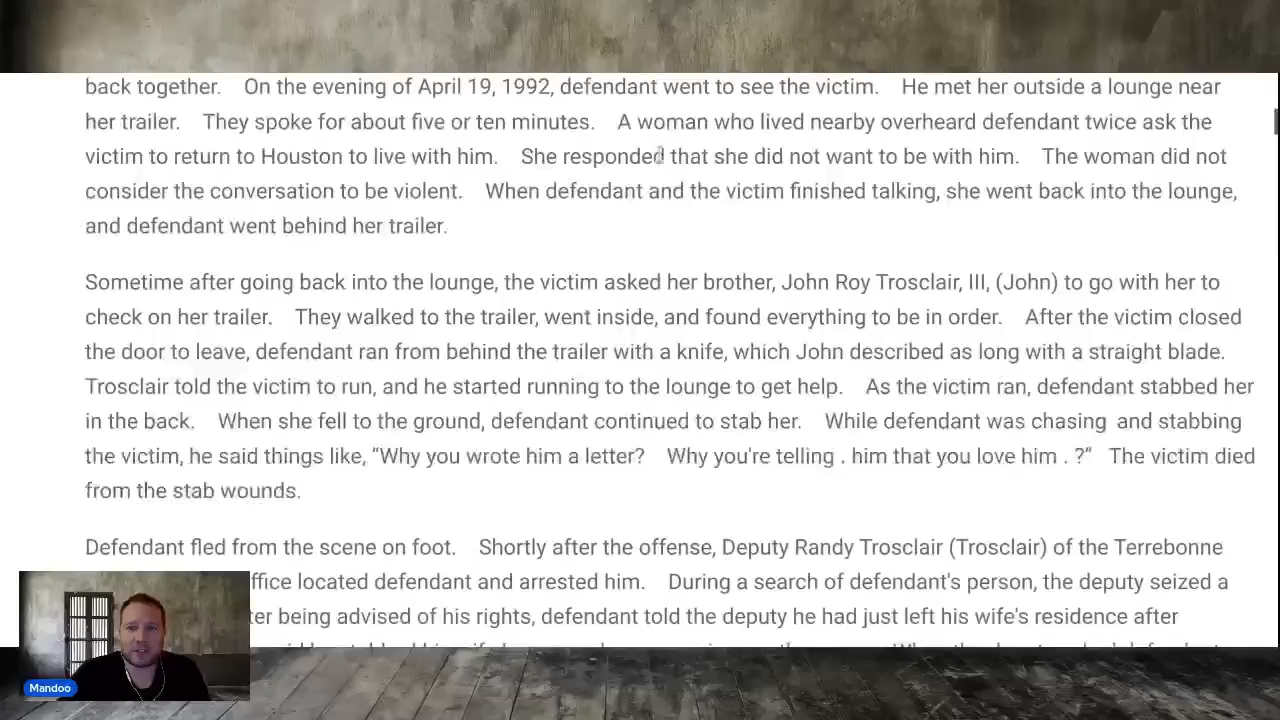 back together. On the evening of April 19, 1992, defendant went to see the victim. He met her outside a lounge near
her trailer. They spoke for about five or ten minutes. A woman who lived nearby overheard defendant twice ask the
victim to return to Houston to live with him. She responded that she did not want to be with him. The woman did not
consider the conversation to be violent. When defendant and the victim finished talking, she went back into the lounge,
and defendant went behind her trailer.
Sometime after going back into the lounge, the victim asked her brother, John Roy Trosclair, III, (John) to go with her to
check on her trailer. They walked to the trailer, went inside, and found everything to be in order. After the victim closed
the door to leave, defendant ran from behind the trailer with a knife, which John described as long with a straight blade.
Trosclair told the victim to run, and he started running to the lounge to get help. As the victim ran, defendant stabbed her
in the back. When she fell to the ground, defendant continued to stab her. While defendant was chasing and stabbing
the victim, he said things like, “Why you wrote him a letter? Why you're telling . him that you love him . ?” The victim died
from the stab wounds.
Defendant fled from the scene on foot. Shortly after the offense, Deputy Randy Trosclair (Trosclair) of the Terrebonne
ffice located defendant and arrested him. During a search of defendant's person, the deputy seized a
ter being advised of his rights, defendant told the deputy he had just left his wife's residence after
Mandoo